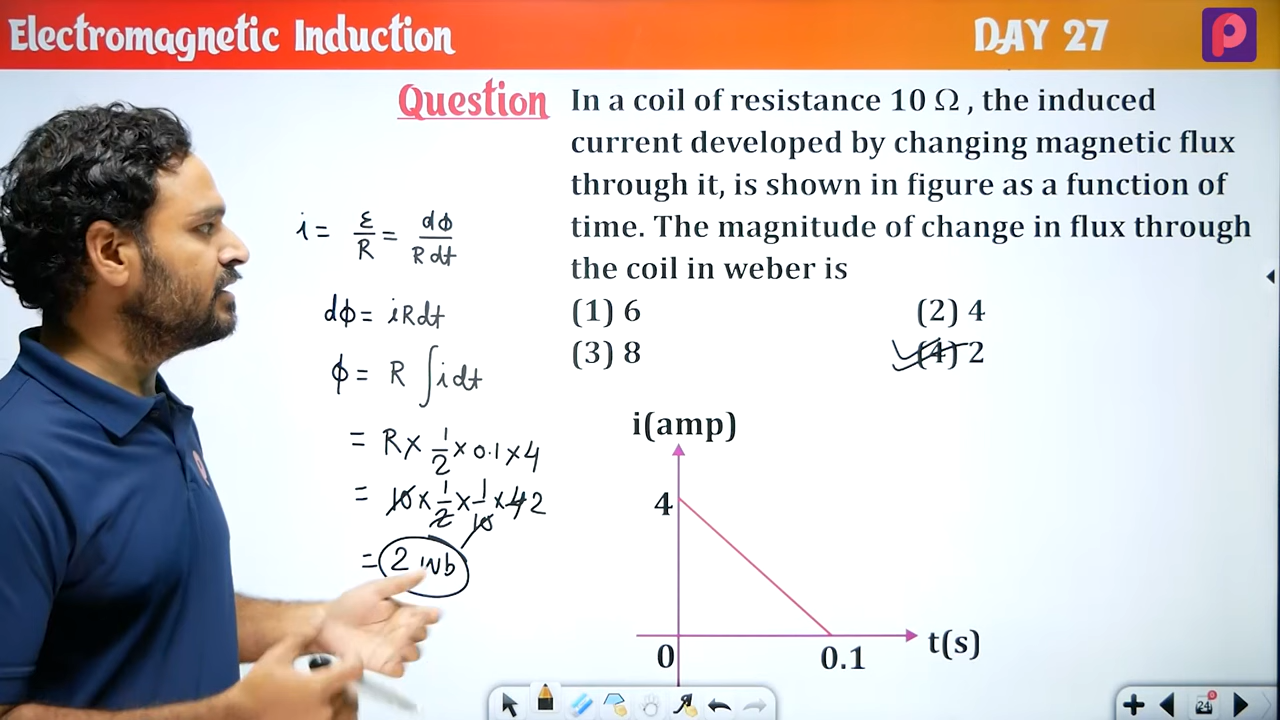 Electromagnetic Induction
DAY 27
Question
In a coil of resistance 10 Ω , the induced
current developed by changing magnetic flux
through it, is shown in figure as a function of
time. The magnitude of change in flux through
the coil in weber is
(1) 6
(2) 4
(3) 8
(4) 2
i = ε/R = dϕ/R dt
dϕ = iRdt
ϕ = R ∫idt
= R × 1/2 × 0.1 × 4
= 10 × 1/2 × 1/10 × 4 2
= 2 wb
i(amp)
4
0
0.1
t(s)
24